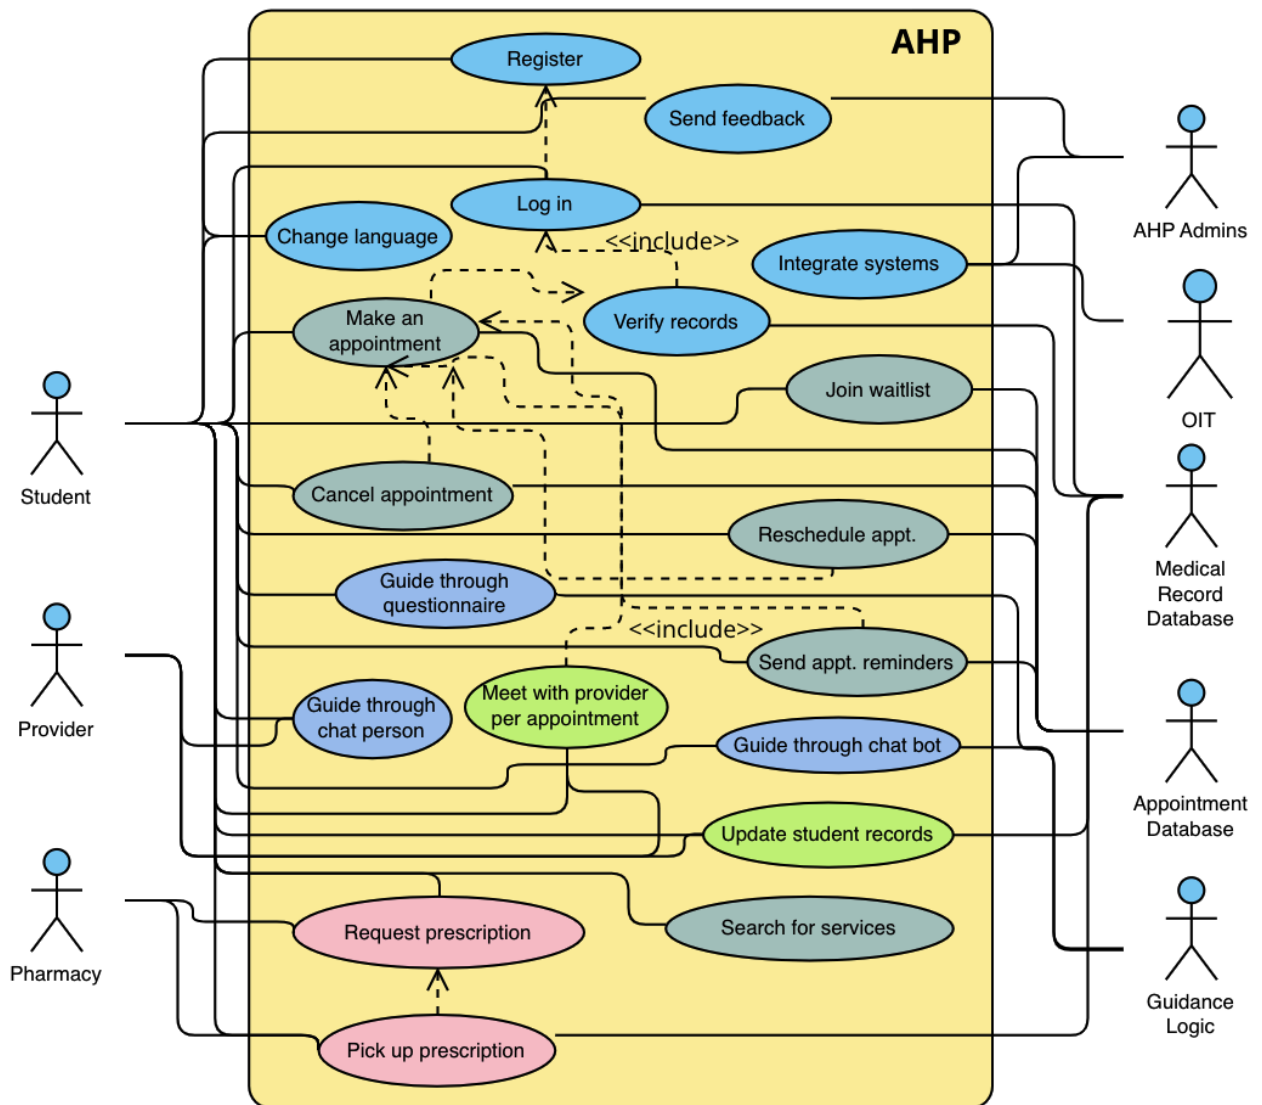 AHP
Register
Send feedback
AHP Admins
Log in
Change language
<<include>>
Integrate systems
Make an
appointment
Verify records
OIT
Join waitlist
Student
Cancel appointment
Reschedule appt.
Medical
Record
Database
Guide through
questionnaire
<<include>>
Send appt. reminders
Provider
Guide through
chat person
Meet with provider
per appointment
Guide through chat bot
Appointment
Database
Update student records
Pharmacy
Request prescription
Search for services
Guidance
Logic
Pick up prescription